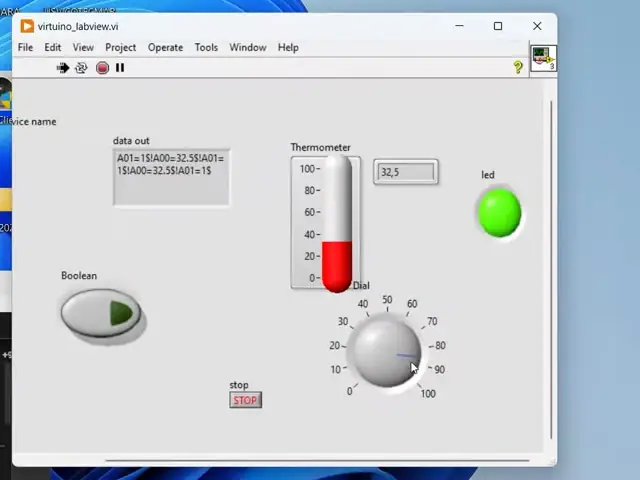 virtuino_labview.vi
File Edit View Project Operate Tools Window Help
3
vice name
data out
A01=1$!A00=32.5$!A01=
1$!A00=32.5$!A01=1$
Thermometer
100
80
60
40
20
0
32,5
led
Boolean
Dial
0
10
20
30
40
50
60
70
80
90
100
stop
STOP